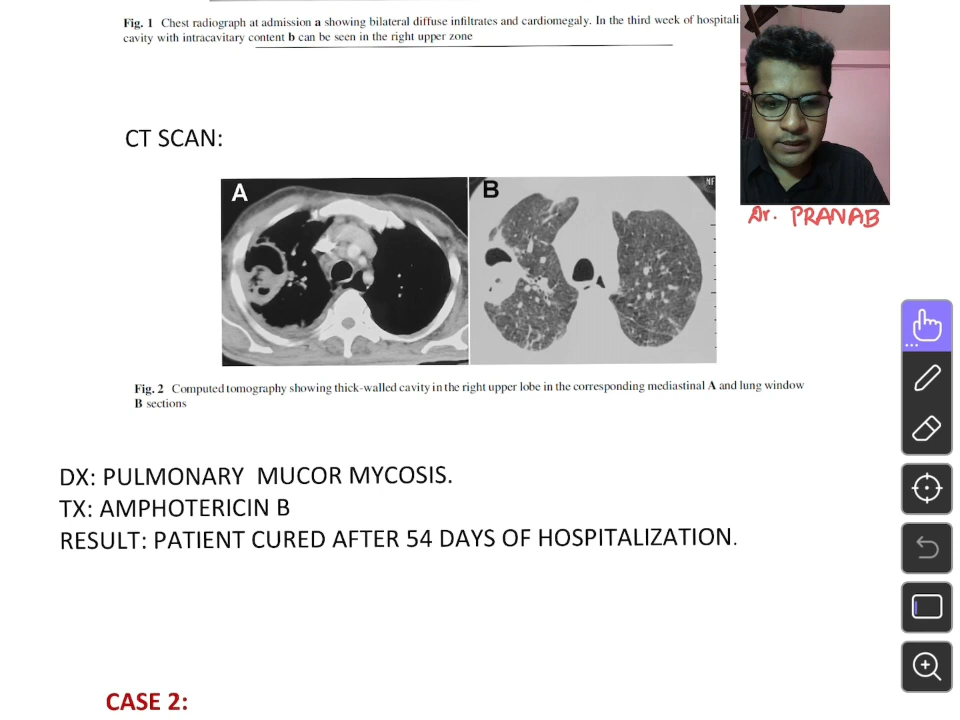 Fig. 1 Chest radiograph at admission a showing bilateral diffuse infiltrates and cardiomegaly. In the third week of
cavity with intracavitary content b can be seen in the right upper zone
Dr. PRANAB
CT SCAN:
A
B
Fig. 2 Computed tomography showing thick-walled cavity in the right upper lobe in the corresponding mediastinal A and lung window
B sections
DX: PULMONARY MUCOR MYCOSIS.
TX: AMPHOTERICIN B
RESULT: PATIENT CURED AFTER 54 DAYS OF HOSPITALIZATION.
CASE 2: